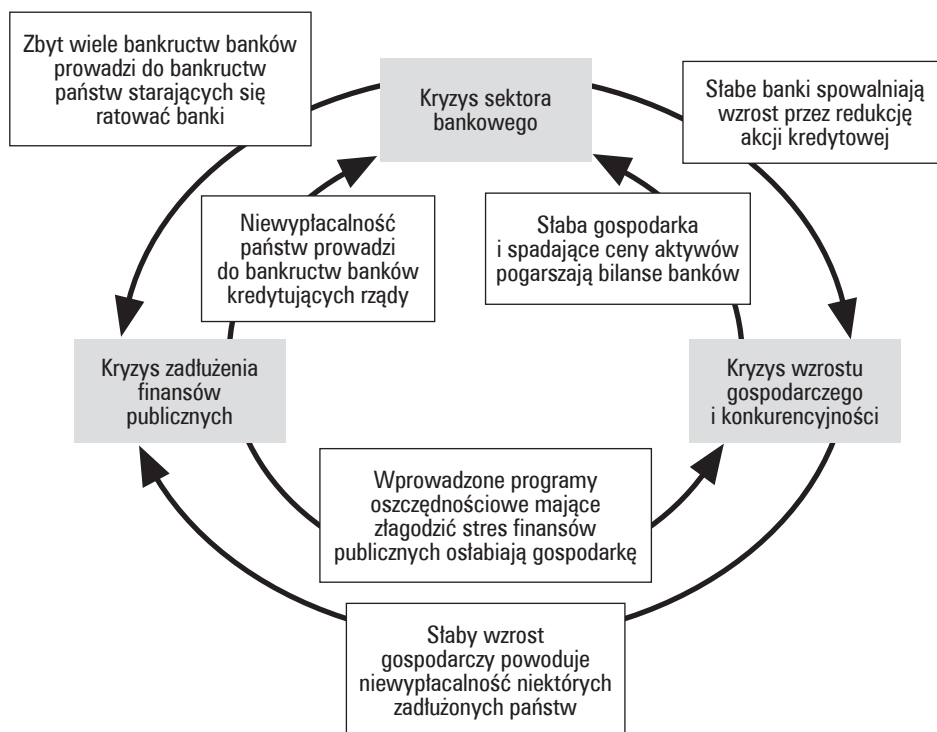 Zbyt wiele bankructw banków
prowadzi do bankructw
państw starających się
ratować banki
Kryzys sektora
bankowego
Słabe banki spowalniają
wzrost przez redukcję
akcji kredytowej
Niewypłacalność
państw prowadzi
do bankructw banków
kredytujących rządy
Słaba gospodarka
i spadające ceny aktywów
pogarszają bilanse banków
Kryzys zadłużenia
finansów
publicznych
Kryzys wzrostu
gospodarczego
i konkurencyjności
Wprowadzone programy
oszczędnościowe mające
złagodzić stres finansów
publicznych osłabiają gospodarkę
Słaby wzrost
gospodarczy powoduje
niewypłacalność niektórych
zadłużonych państw